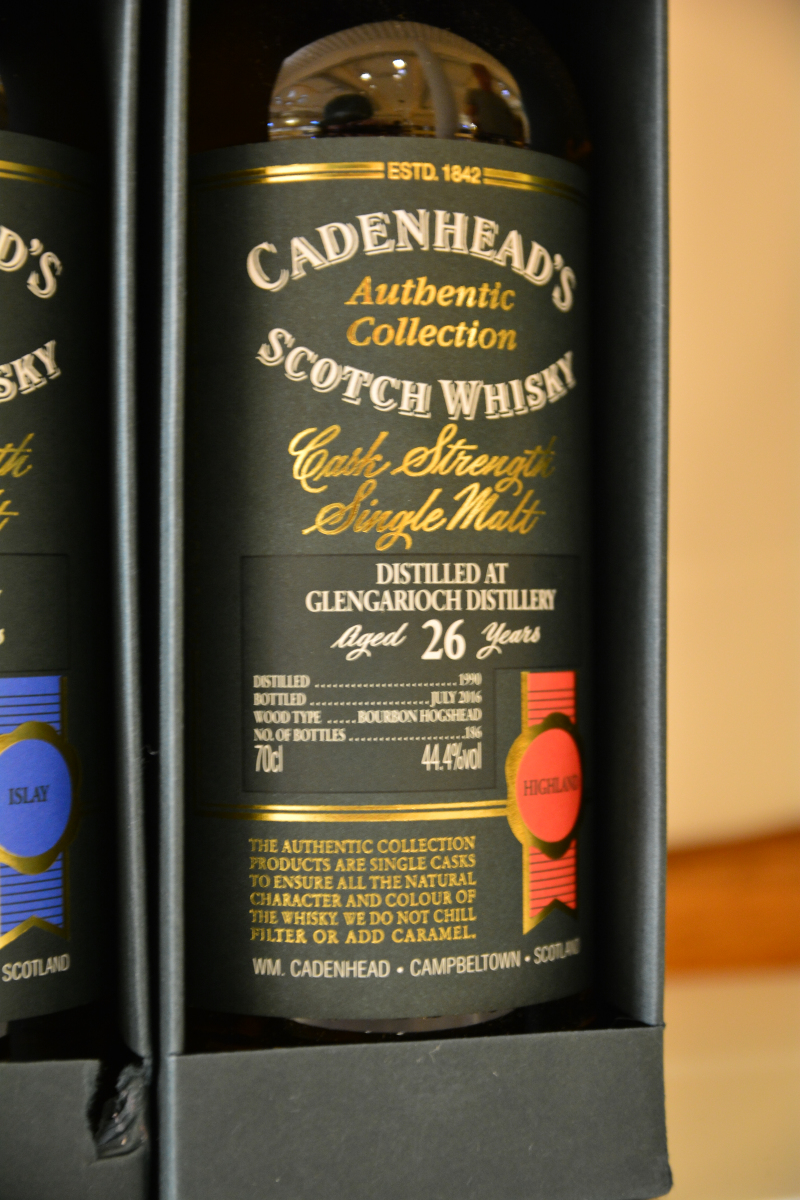 ESTD. 1842
CADENHEAD'S
Authentic
Collection
SCOTCH WHISKY
Cask Strength
Single Malt
DISTILLED AT
GLENGARIOCH DISTILLERY
Aged 26 Years
DISTILLED ........................................ 1990
BOTTLED ........................... JULY 2016
WOOD TYPE ..... BOURBON HOGSHEAD
NO. OF BOTTLES ........................... 186
70cl 44.4%vol
HIGHLAND
THE AUTHENTIC COLLECTION
PRODUCTS ARE SINGLE CASKS
TO ENSURE ALL THE NATURAL
CHARACTER AND COLOUR OF
THE WHISKY. WE DO NOT CHILL
FILTER OR ADD CARAMEL.
WM. CADENHEAD • CAMPBELTOWN • SCOTLAND
D'S
SKY
th
t
s
ISLAY
SCOTLAND